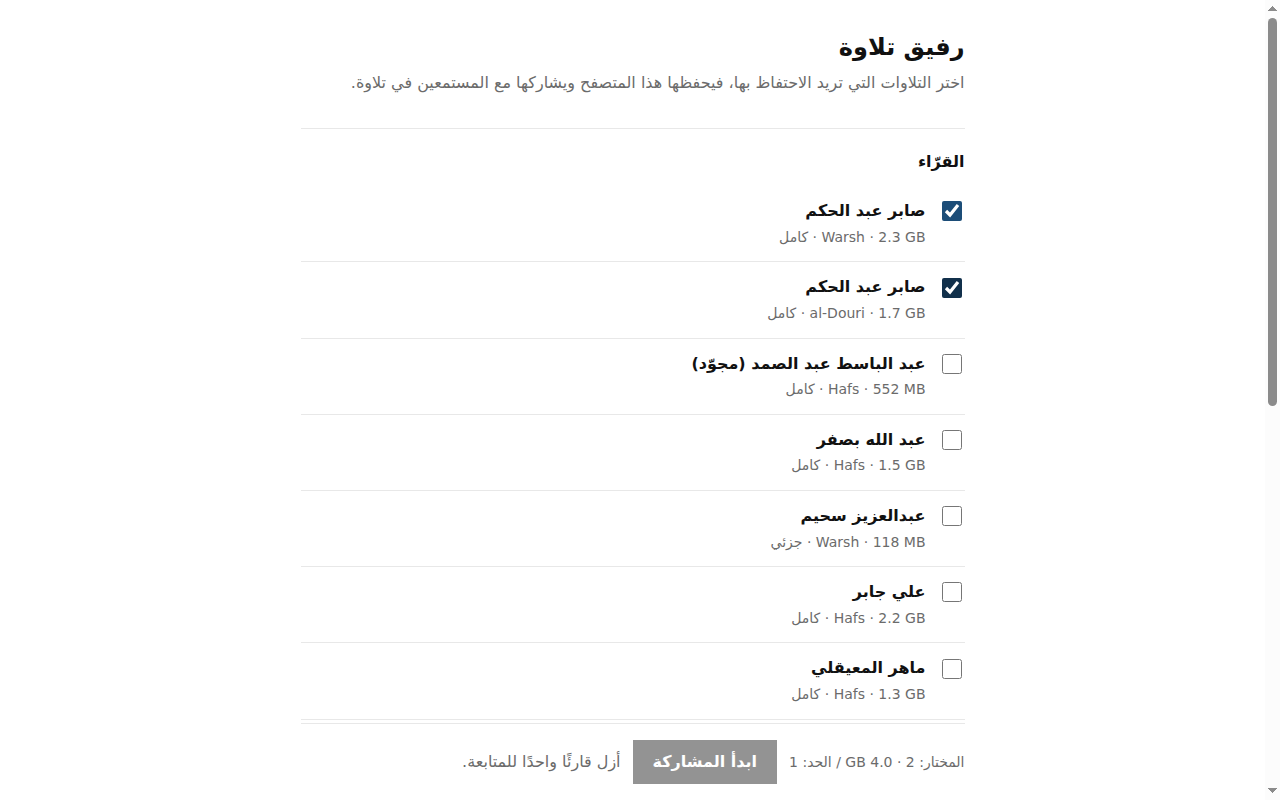 رفيق تلاوة
اختر التلاوات التي تريد الاحتفاظ بها، فيحفظها هذا المتصفح ويشاركها مع المستمعين في تلاوة.
القرّاء
صابر عبد الحكم
Warsh · 2.3 GB · كامل
صابر عبد الحكم
al-Douri · 1.7 GB · كامل
عبد الباسط عبد الصمد (مجوّد)
Hafs · 552 MB · كامل
عبد الله بصفر
Hafs · 1.5 GB · كامل
عبدالعزيز سحيم
Warsh · 118 MB · جزئي
علي جابر
Hafs · 2.2 GB · كامل
ماهر المعيقلي
Hafs · 1.3 GB · كامل
المختار: 2 · 4.0 GB / الحد: 1
ابدأ المشاركة
أزل قارئًا واحدًا للمتابعة.